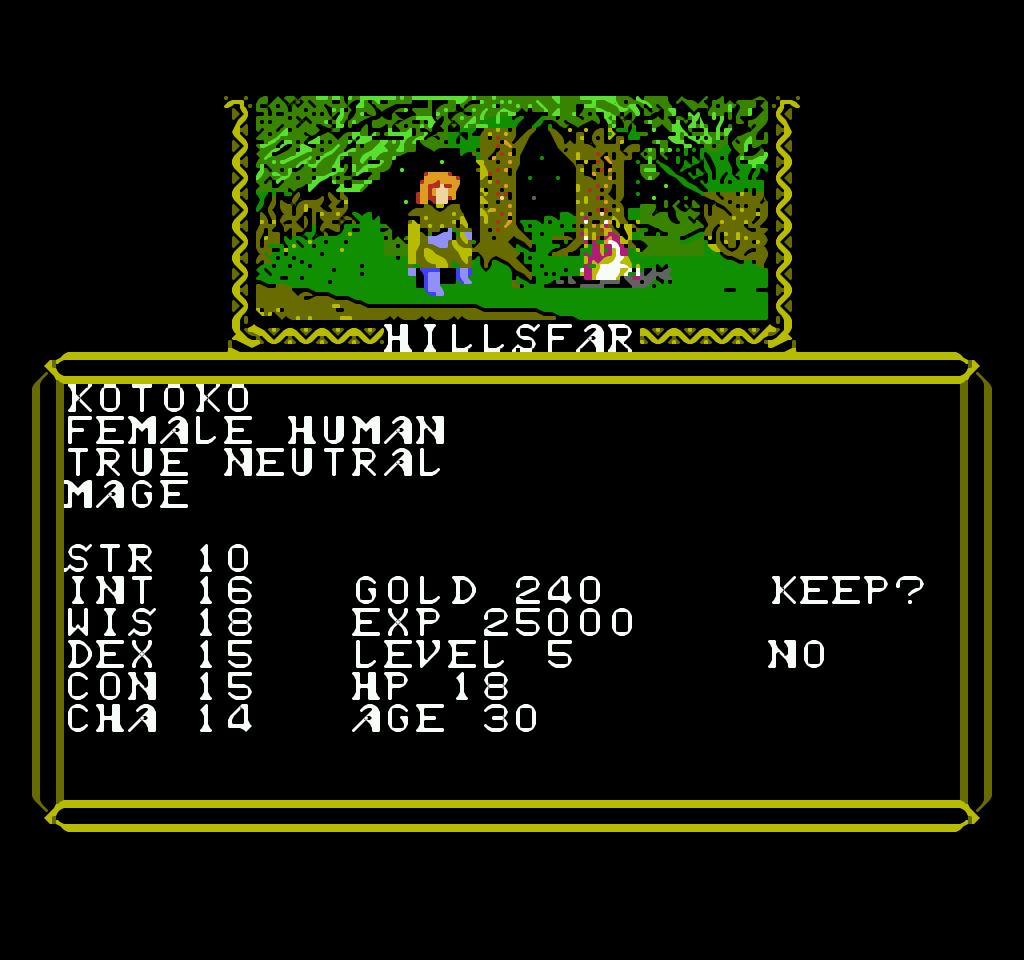 HILLSFAR
KOTOKO
FEMALE HUMAN
TRUE NEUTRAL
MAGE
STR 10
INT 16 GOLD 240 KEEP?
WIS 18 EXP 25000
DEX 15 LEVEL 5 NO
CON 15 HP 18
CHA 14 AGE 30